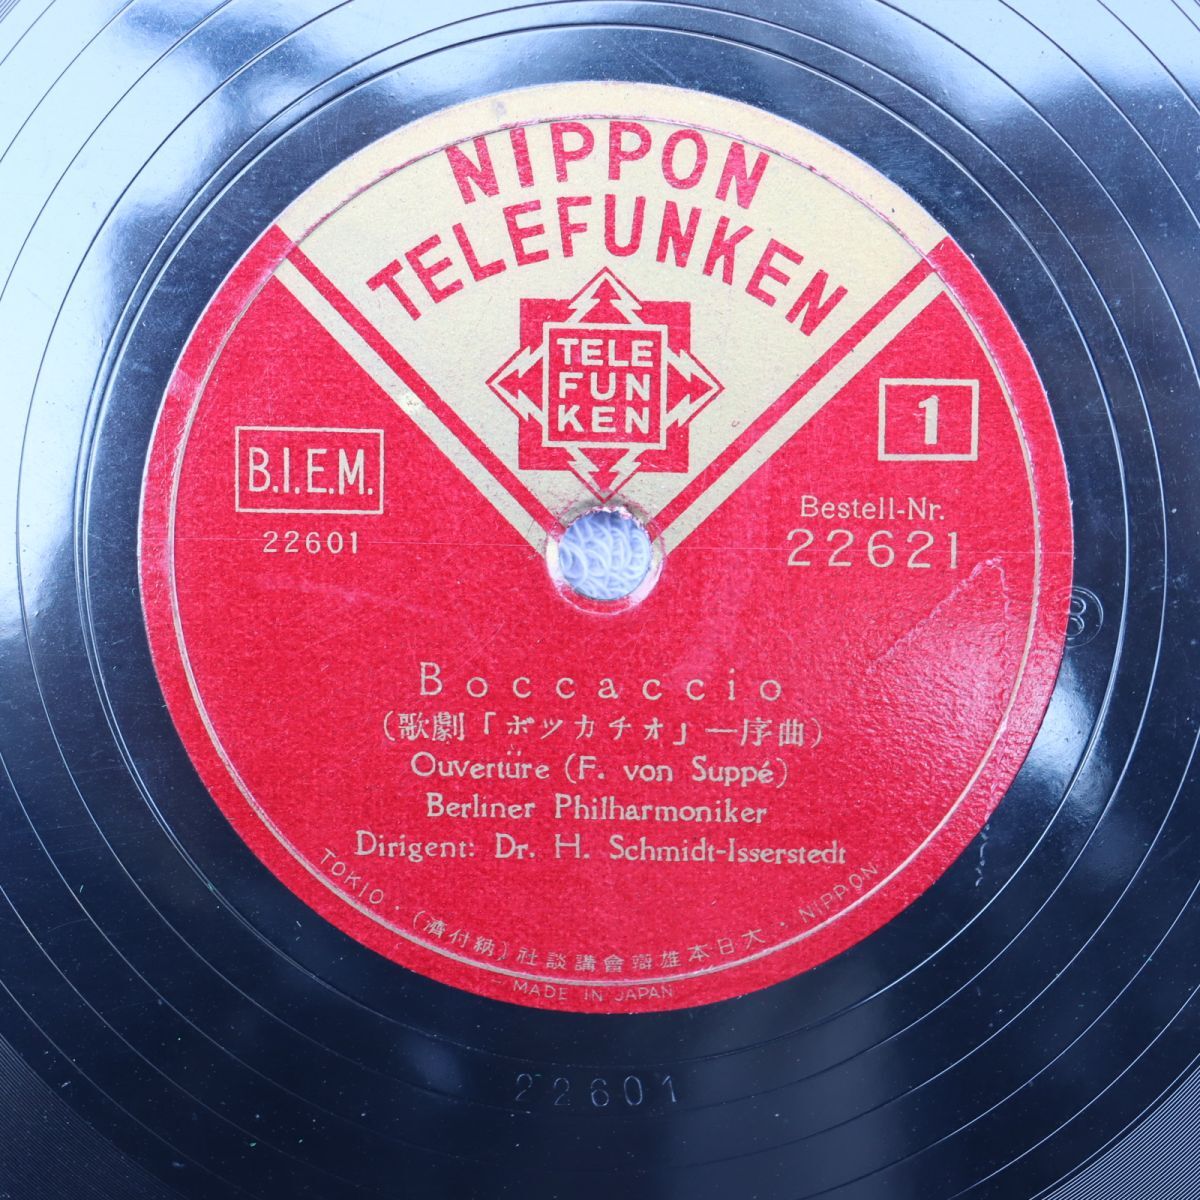 NIPPON
TELEFUNKEN
TELE
FUN
KEN
1
B.I.E.M.
22601
Bestell-Nr.
22621
Boccaccio
(歌劇「ボッカチオ」—序曲)
Ouvertüre (F. von Suppé)
Berliner Philharmoniker
Dirigent: Dr. H. Schmidt-Isserstedt
TOKIO・(濟付納)社談講會辯雄本日大・NIPPON
MADE IN JAPAN
22601